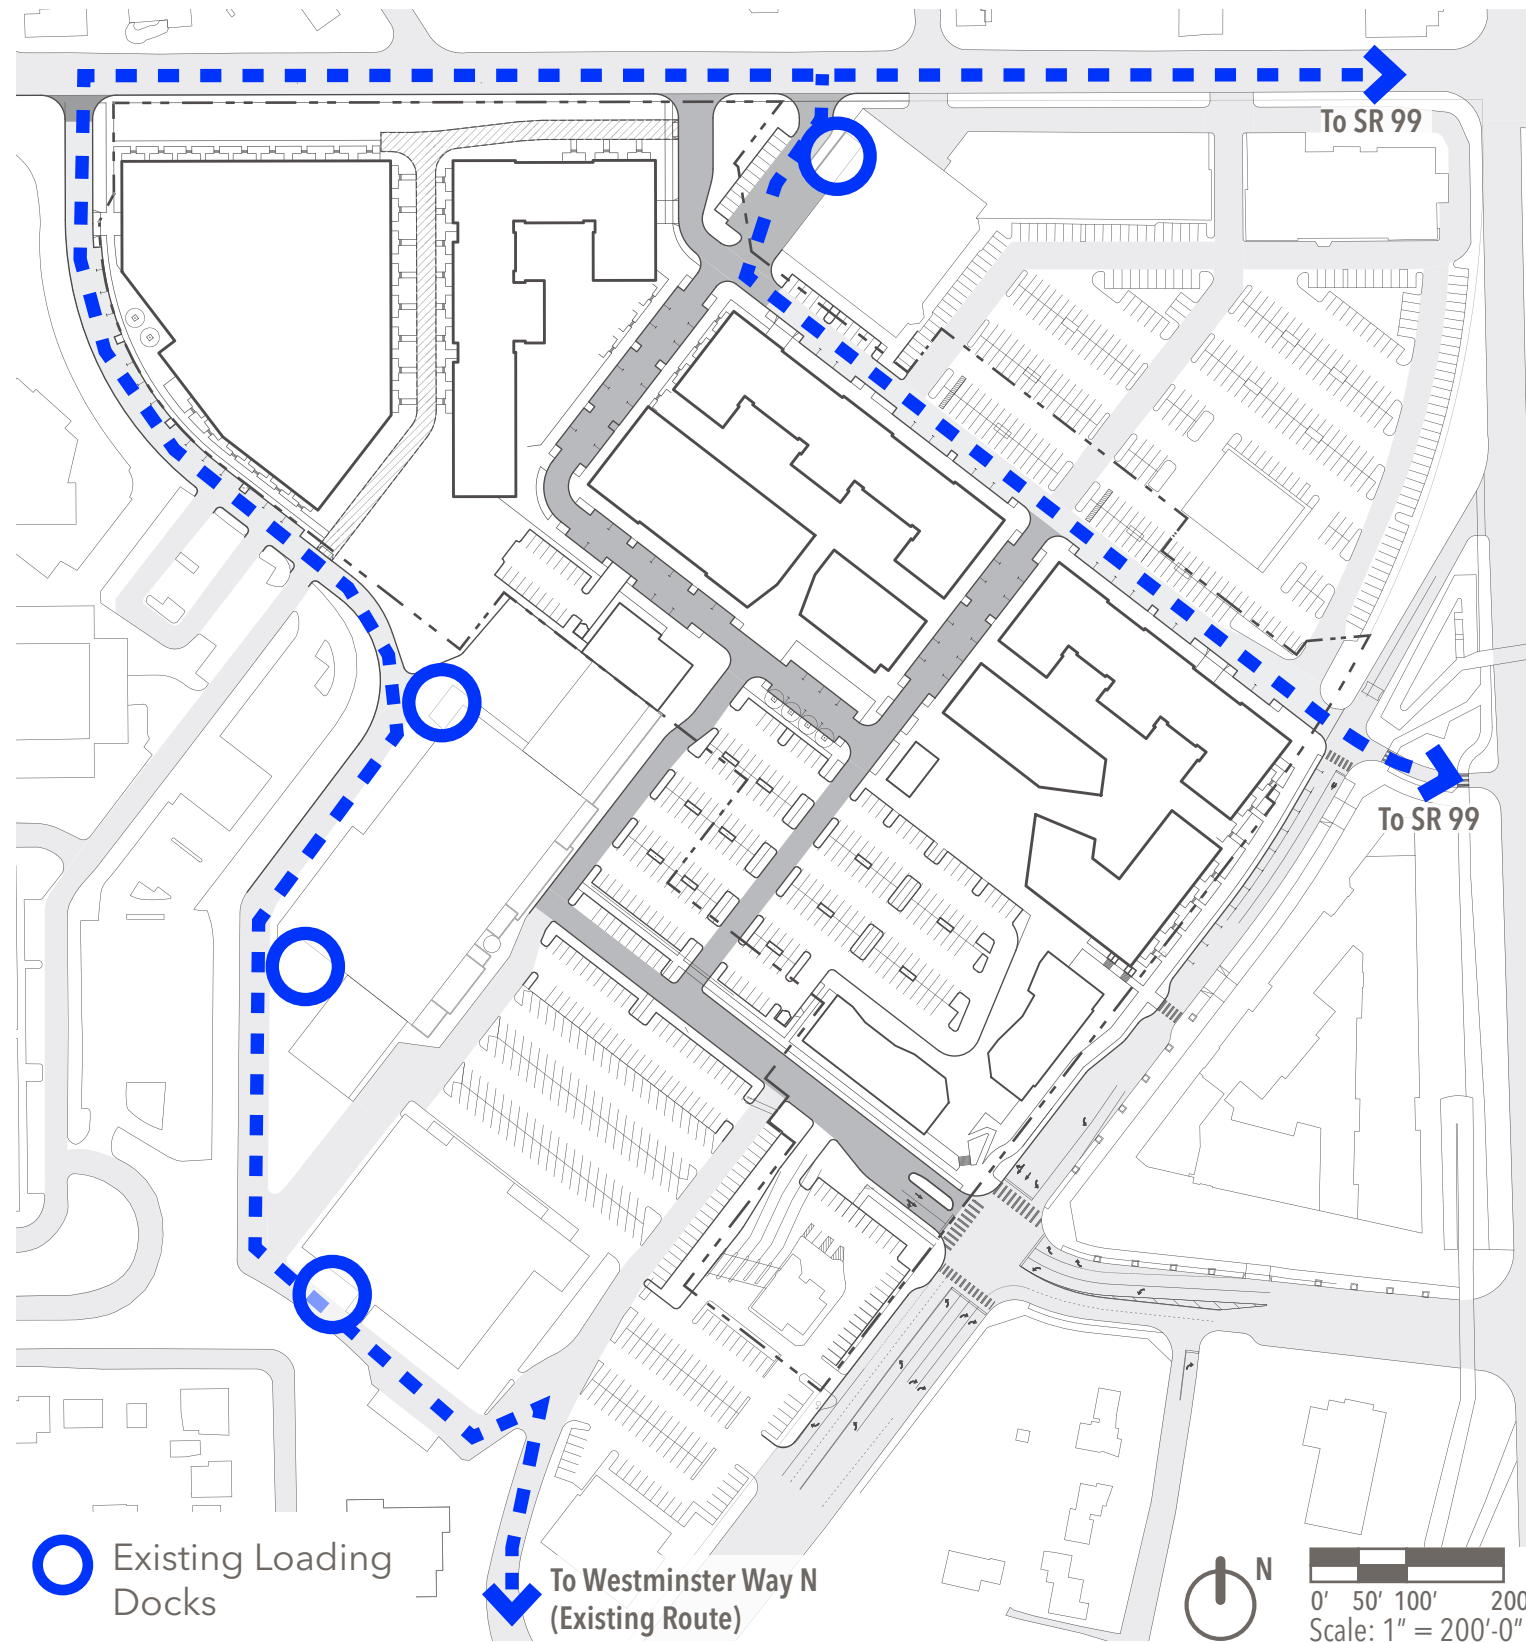 To SR 99
To SR 99
Existing Loading
Docks
To Westminster Way N
(Existing Route)
N
0' 50' 100' 200
Scale: 1" = 200'-0"